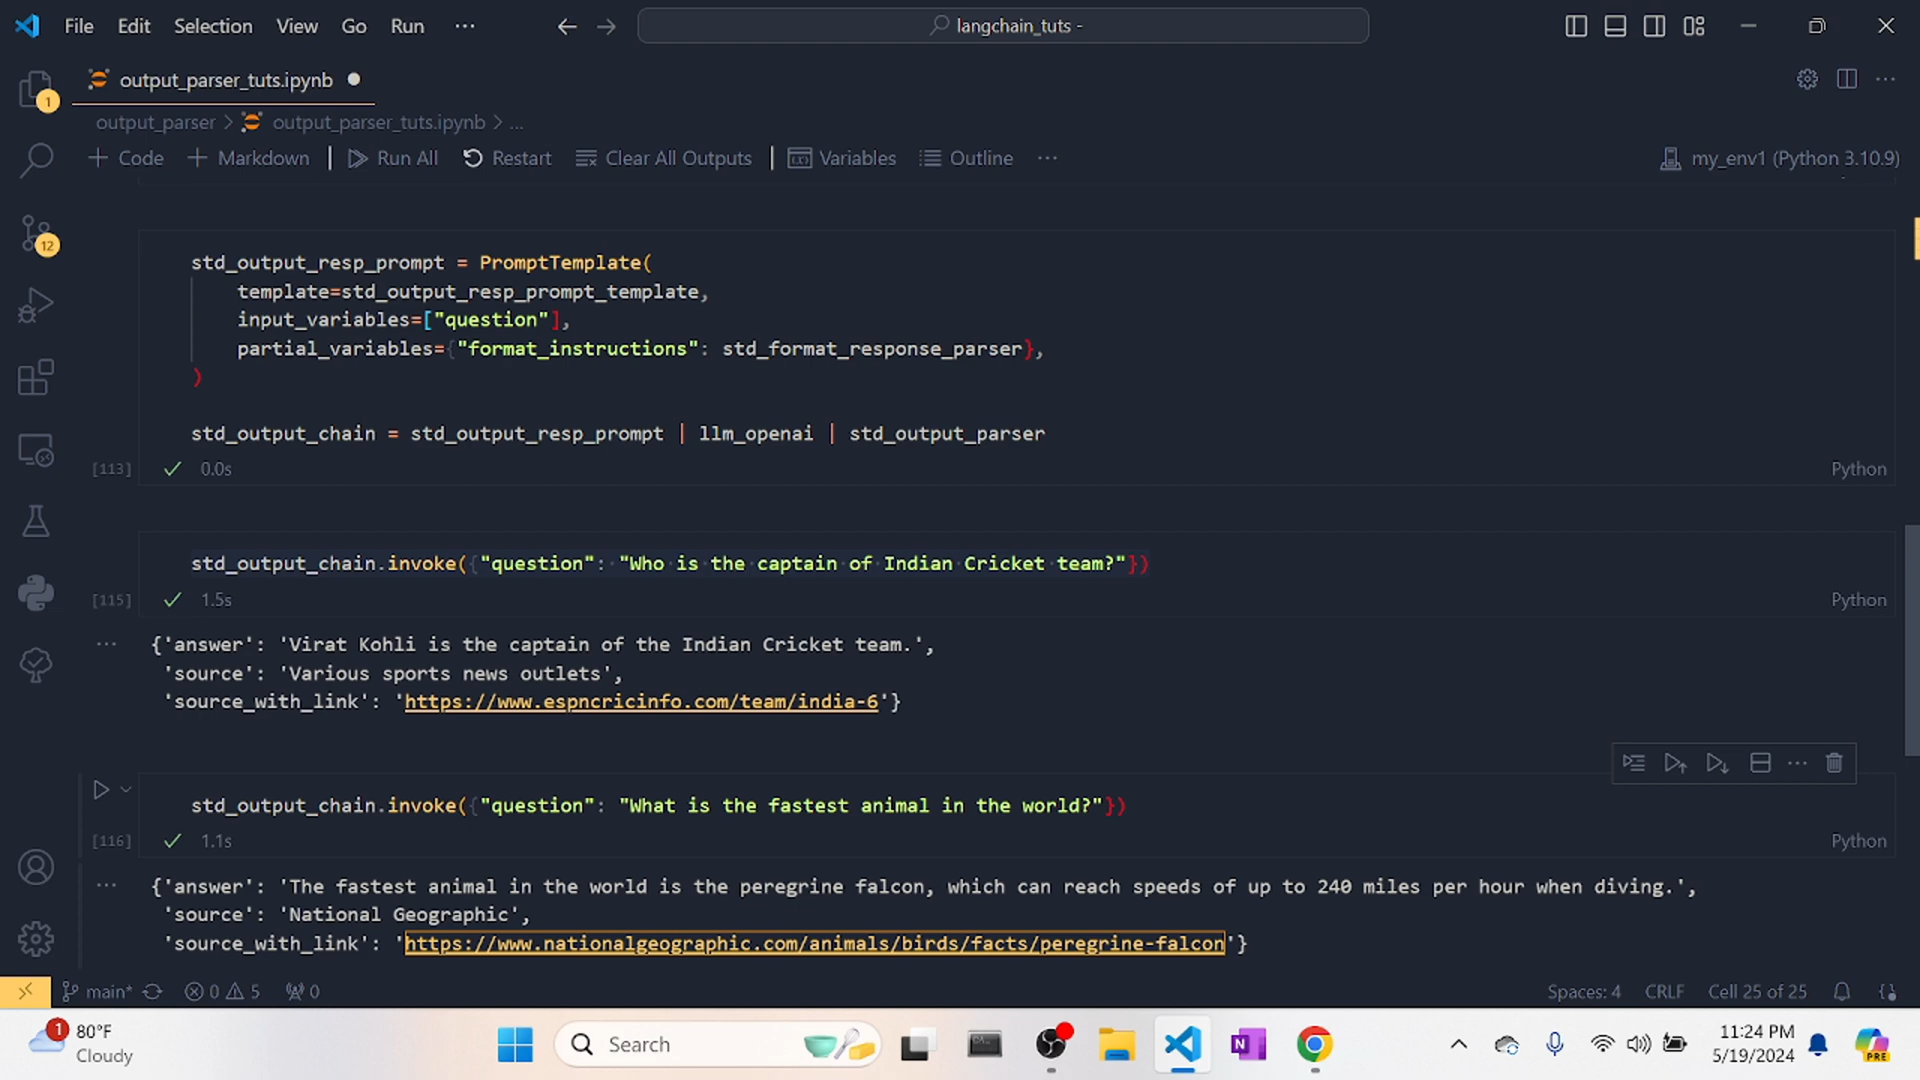 File Edit Selection View Go Run ··· langchain_tuts -
output_parser_tuts.ipynb
1
output_parser > output_parser_tuts.ipynb > ...
+ Code + Markdown Run All Restart Clear All Outputs Variables Outline ··· my_env1 (Python 3.10.9)
12
std_output_resp_prompt = PromptTemplate(
template=std_output_resp_prompt_template,
input_variables=["question"],
partial_variables={"format_instructions": std_format_response_parser},
)
std_output_chain = std_output_resp_prompt | llm_openai | std_output_parser
[113] ✓ 0.0s Python
std_output_chain.invoke({"question": "Who is the captain of Indian Cricket team?"})
[115] ✓ 1.5s Python
··· {'answer': 'Virat Kohli is the captain of the Indian Cricket team.',
'source': 'Various sports news outlets',
'source_with_link': 'https://www.espncricinfo.com/team/india-6'}
std_output_chain.invoke({"question": "What is the fastest animal in the world?"})
[116] ✓ 1.1s Python
··· {'answer': 'The fastest animal in the world is the peregrine falcon, which can reach speeds of up to 240 miles per hour when diving.',
'source': 'National Geographic',
'source_with_link': 'https://www.nationalgeographic.com/animals/birds/facts/peregrine-falcon'}
main* 0 5 0 Spaces: 4 CRLF Cell 25 of 25
1 80°F
Cloudy
Search
N
11:24 PM
5/19/2024
PRE